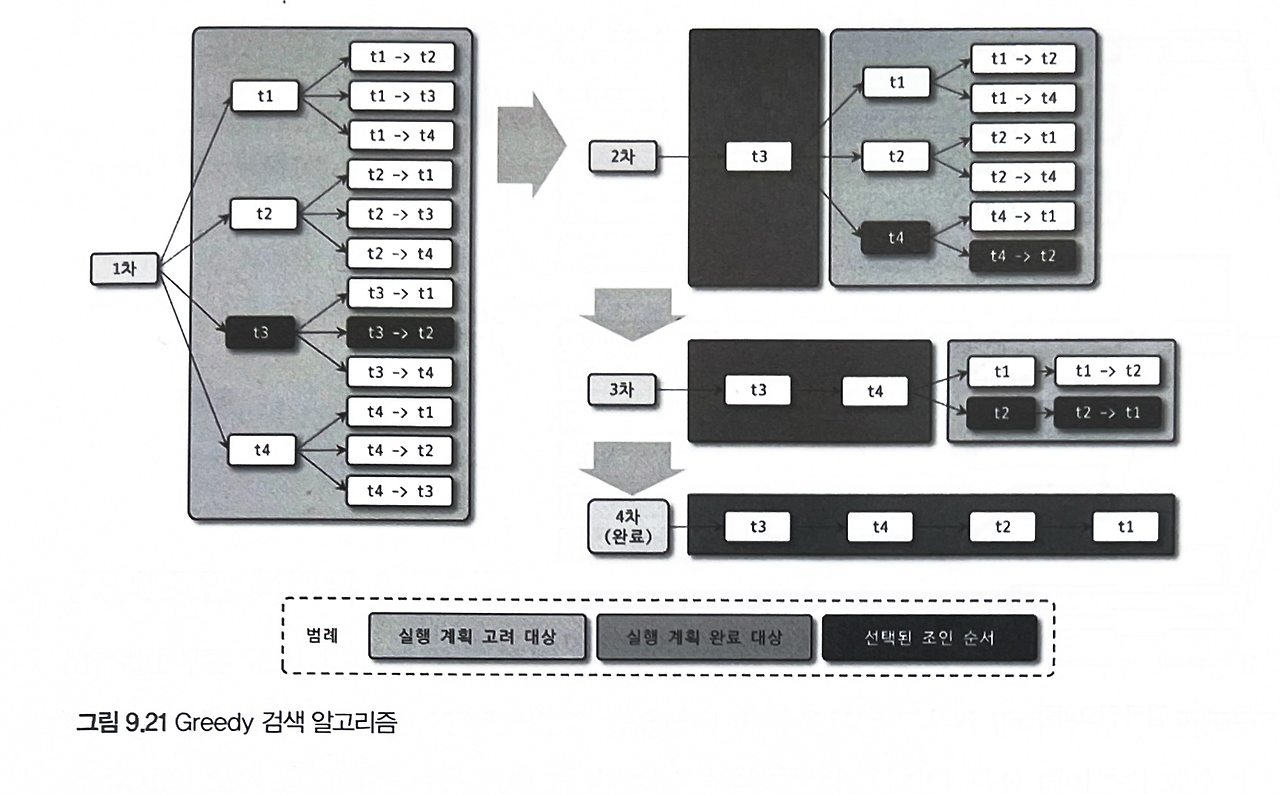 1차
t1
t1 -> t2
t1 -> t3
t1 -> t4
t2
t2 -> t1
t2 -> t3
t2 -> t4
t3
t3 -> t1
t3 -> t2
t3 -> t4
t4
t4 -> t1
t4 -> t2
t4 -> t3
2차
t3
t1
t1 -> t2
t1 -> t4
t2
t2 -> t1
t2 -> t4
t4
t4 -> t1
t4 -> t2
3차
t3
t4
t1
t1 -> t2
t2
t2 -> t1
4차
(완료)
t3
t4
t2
t1
범례
실행 계획 고려 대상
실행 계획 완료 대상
선택된 조인 순서
그림 9.21 Greedy 검색 알고리즘